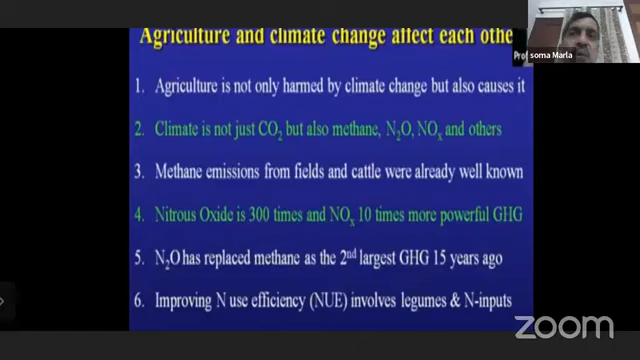 Agriculture and climate change affect each othe
Prof soma Marla
1. Agriculture is not only harmed by climate change but also causes it
2. Climate is not just CO₂ but also methane, N₂O, NOₓ and others
3. Methane emissions from fields and cattle were already well known
4. Nitrous Oxide is 300 times and NOₓ 10 times more powerful GHG
5. N₂O has replaced methane as the 2ⁿᵈ largest GHG 15 years ago
6. Improving N use efficiency (NUE) involves legumes & N-inputs
zoom